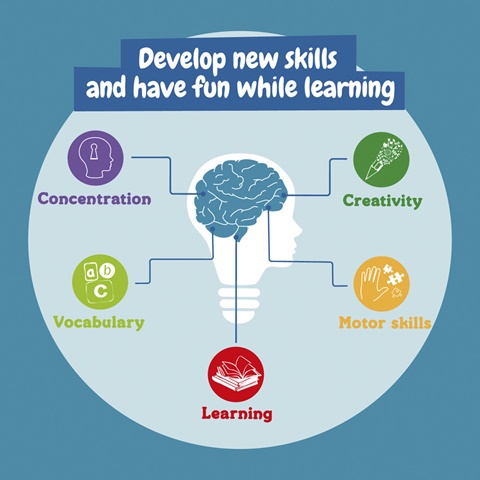 Develop new skills
and have fun while learning
Concentration
Creativity
a b
c
Vocabulary
Motor skills
Learning